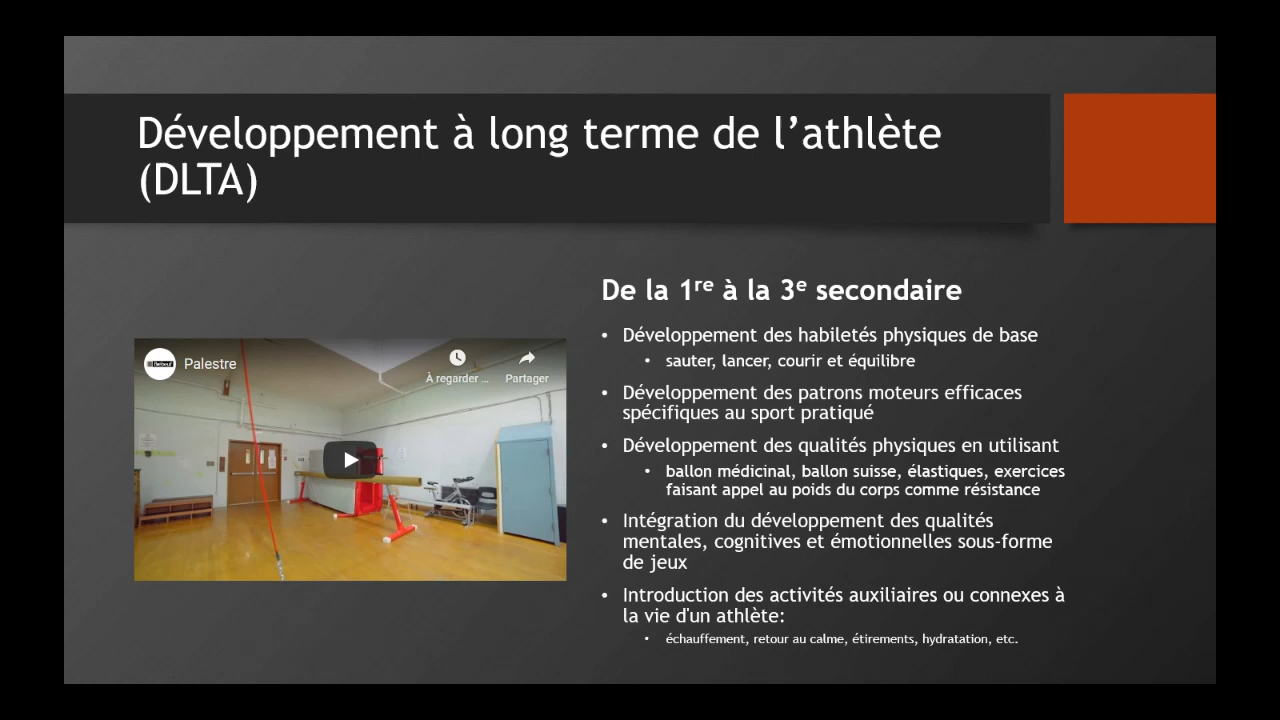 Développement à long terme de l’athlète
(DLTA)
Palestre
À regarder ...
Partager
De la 1re à la 3e secondaire
• Développement des habiletés physiques de base
• sauter, lancer, courir et équilibre
• Développement des patrons moteurs efficaces
spécifiques au sport pratiqué
• Développement des qualités physiques en utilisant
• ballon médicinal, ballon suisse, élastiques, exercices
faisant appel au poids du corps comme résistance
• Intégration du développement des qualités
mentales, cognitives et émotionnelles sous-forme
de jeux
• Introduction des activités auxiliaires ou connexes à
la vie d'un athlète:
• échauffement, retour au calme, étirements, hydratation, etc.